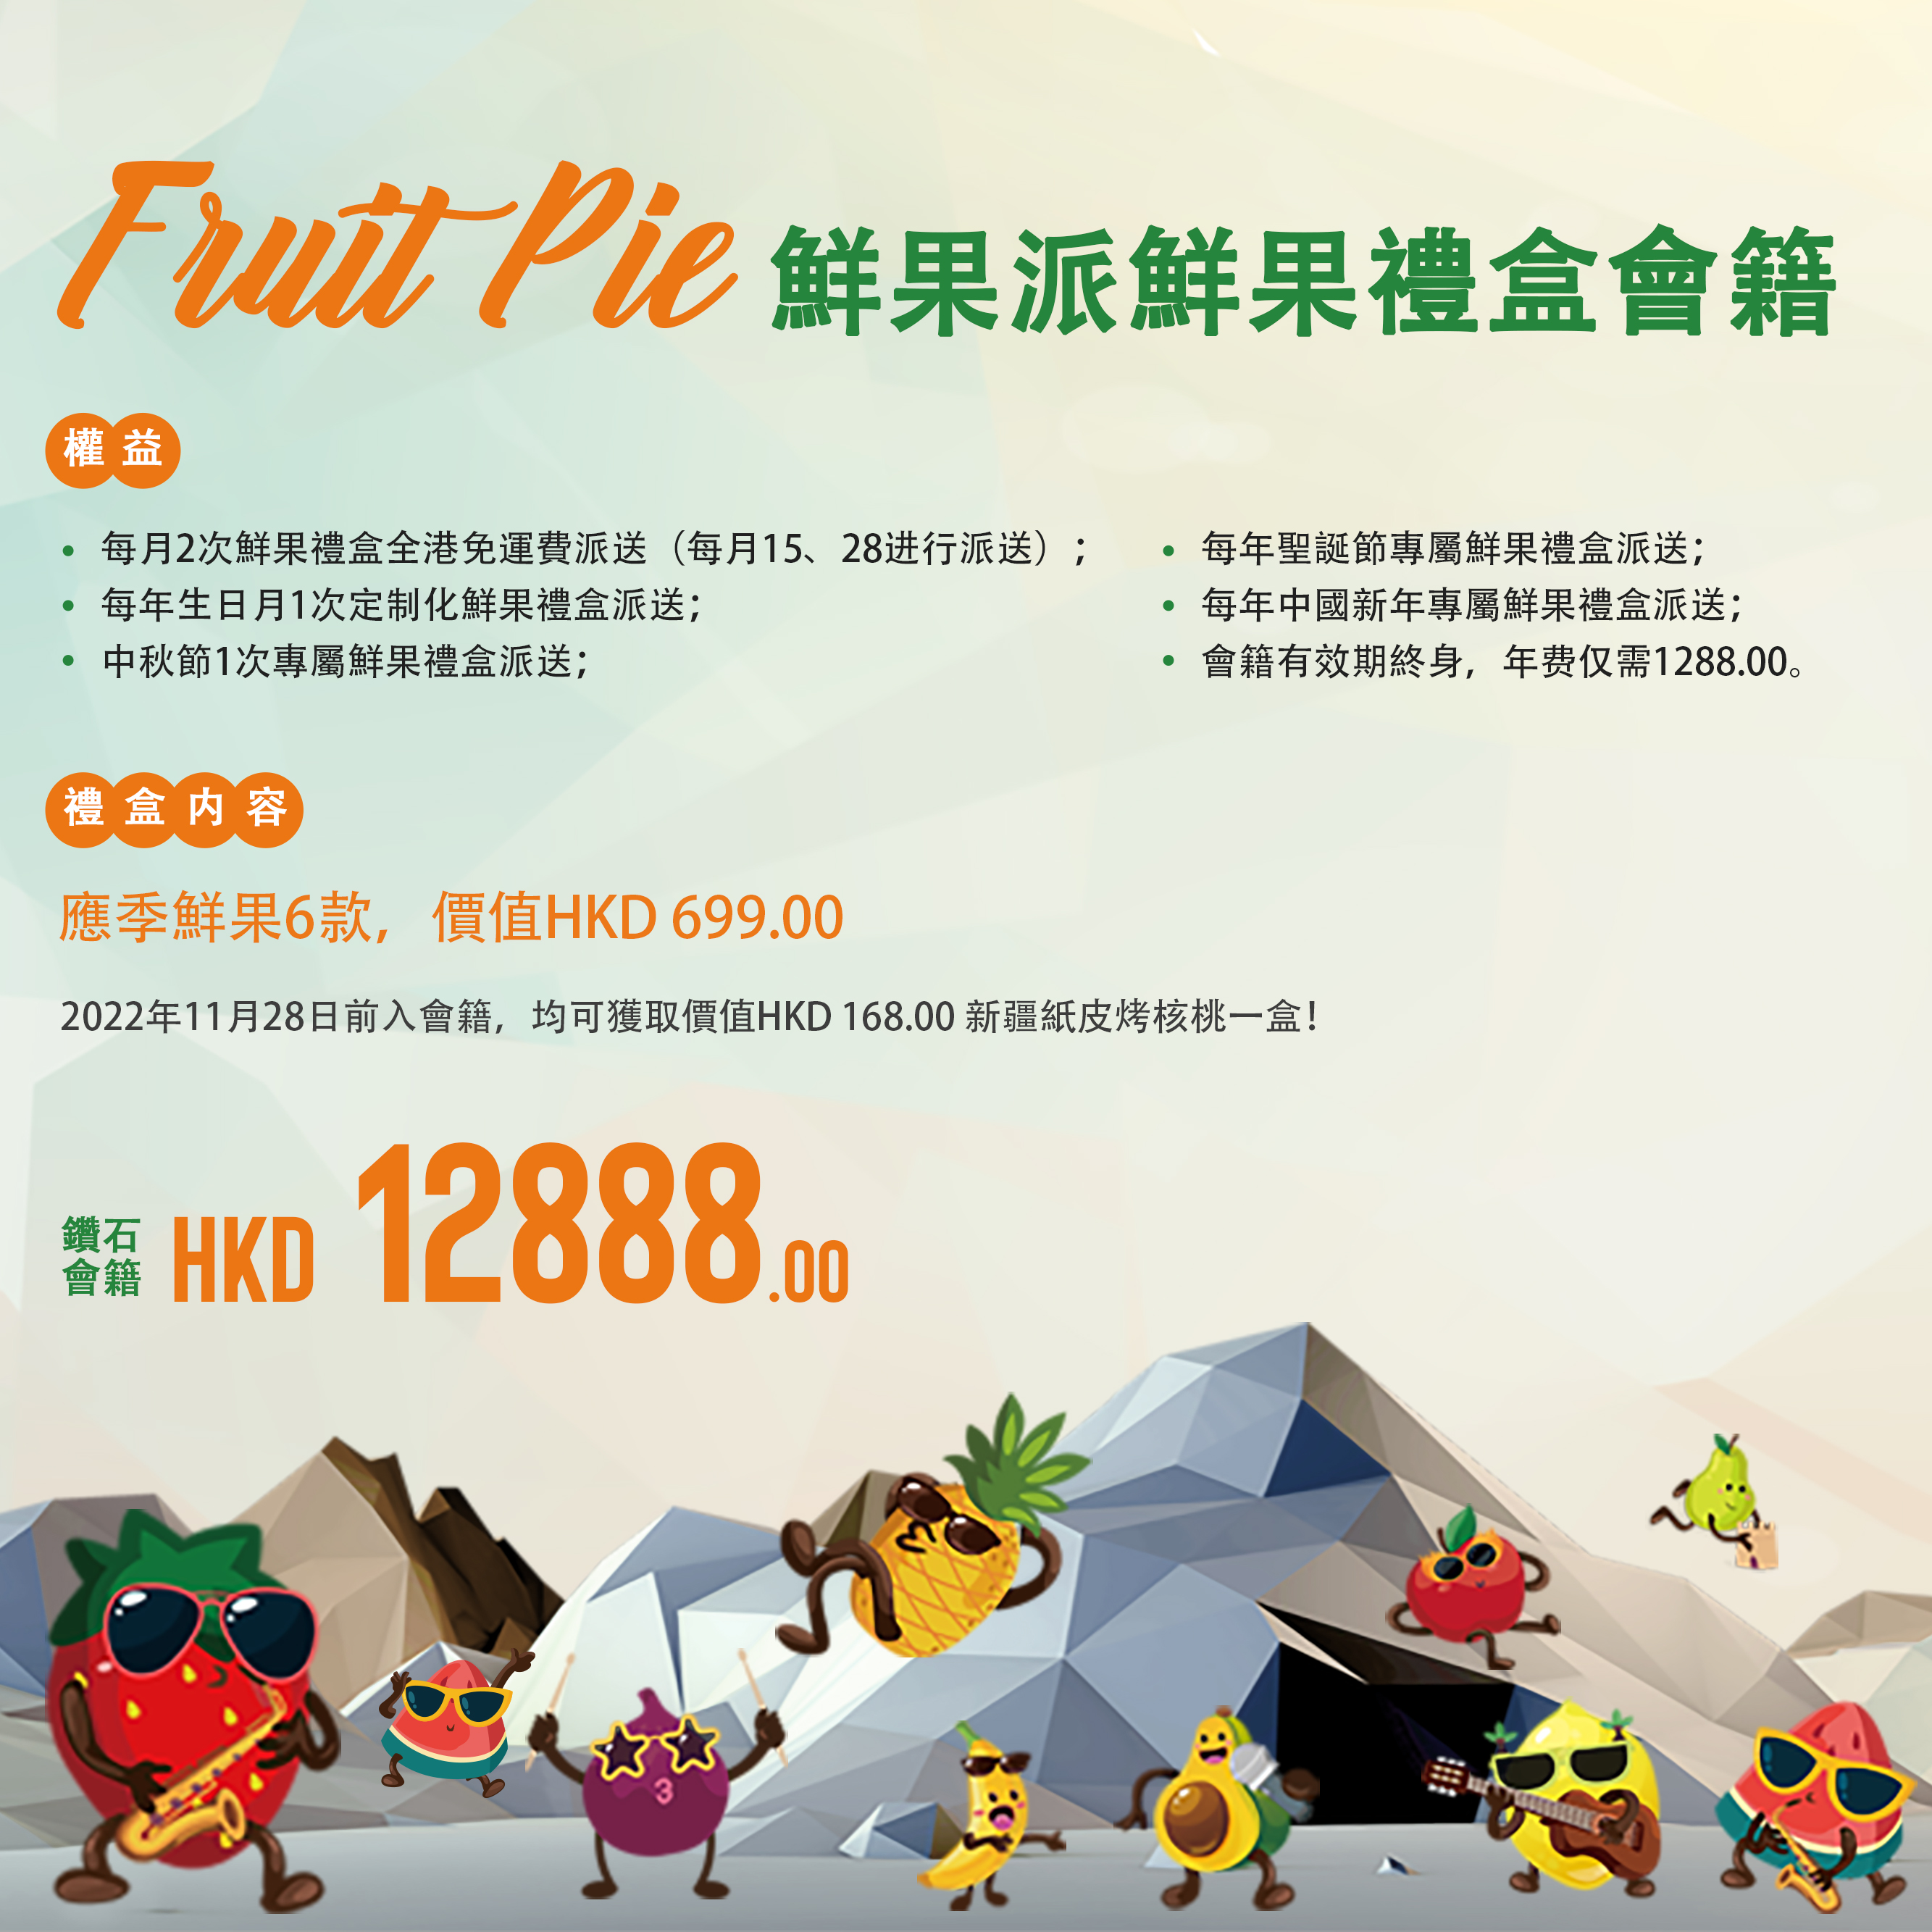 Fruit Pie 鮮果派鮮果禮盒會籍
權益
• 每月2次鮮果禮盒全港免運費派送（每月15、28进行派送）；
• 每年生日月1次定制化鮮果禮盒派送；
• 中秋節1次專屬鮮果禮盒派送；
• 每年聖誕節專屬鮮果禮盒派送；
• 每年中國新年專屬鮮果禮盒派送；
• 會籍有效期終身，年费仅需1288.00。
禮盒内容
應季鮮果6款，價值HKD 699.00
2022年11月28日前入會籍，均可獲取價值HKD 168.00 新疆紙皮烤核桃一盒！
鑽石
會籍
HKD 12888.00